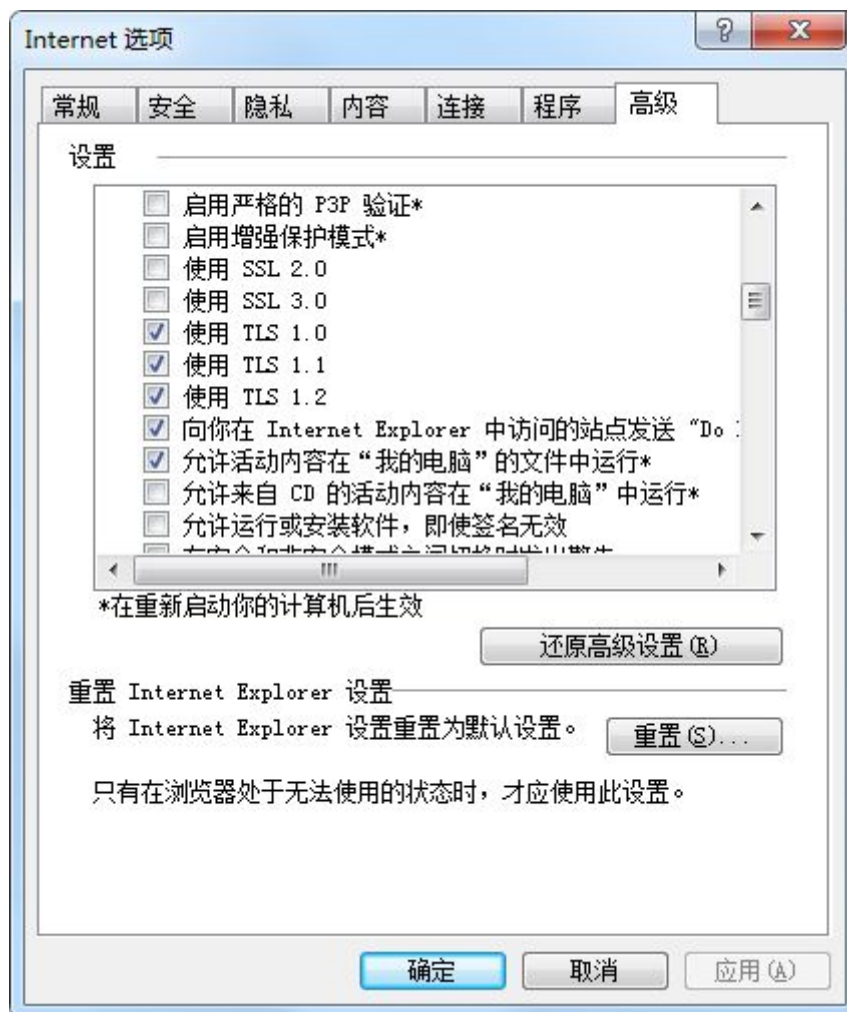 Internet 选项
常规 安全 隐私 内容 连接 程序 高级
设置
启用严格的 P3P 验证*
启用增强保护模式*
使用 SSL 2.0
使用 SSL 3.0
使用 TLS 1.0
使用 TLS 1.1
使用 TLS 1.2
向你在 Internet Explorer 中访问的站点发送 "Do
允许活动内容在“我的电脑”的文件中运行*
允许来自 CD 的活动内容在“我的电脑”中运行*
允许运行或安装软件，即使签名无效
*在重新启动你的计算机后生效
还原高级设置(R)
重置 Internet Explorer 设置
将 Internet Explorer 设置重置为默认设置。
重置(S)...
只有在浏览器处于无法使用的状态时，才应使用此设置。
确定 取消 应用(A)